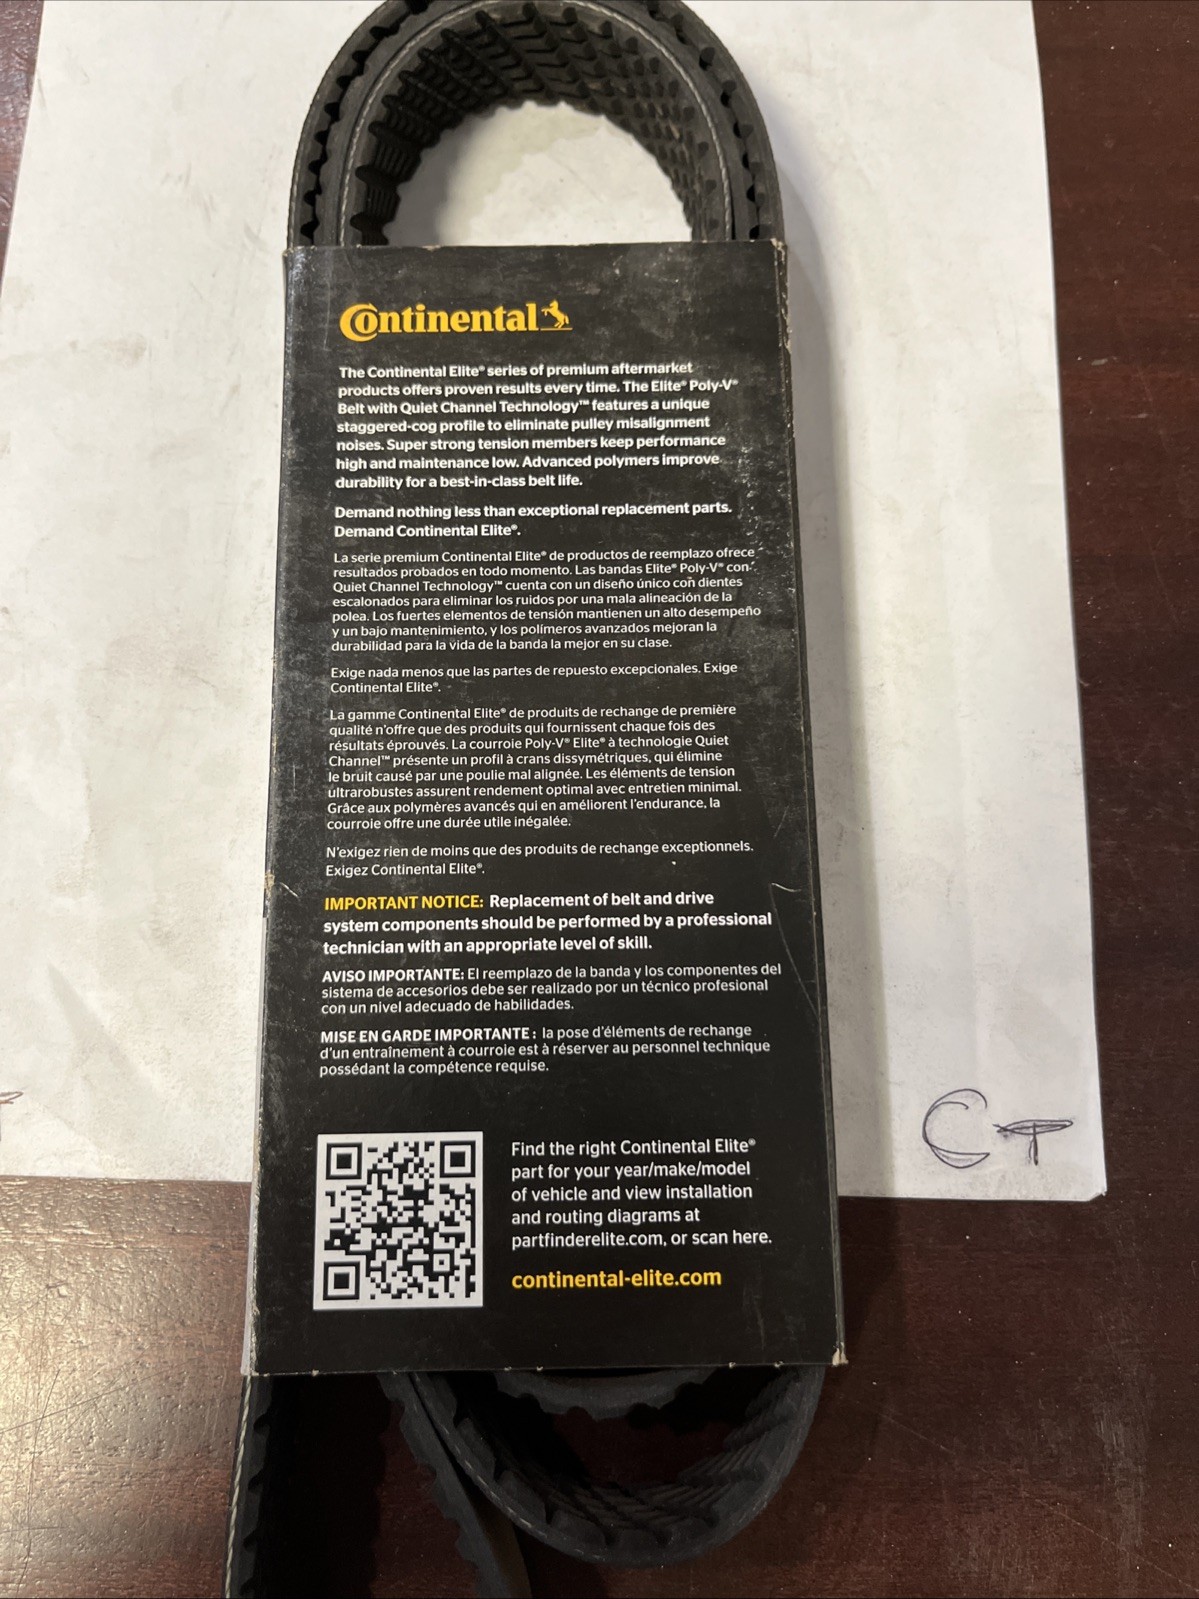 Continental
The Continental Elite® series of premium aftermarket
products offers proven results every time. The Elite® Poly-V®
Belt with Quiet Channel Technology™ features a unique
staggered-cog profile to eliminate pulley misalignment
noises. Super strong tension members keep performance
high and maintenance low. Advanced polymers improve
durability for a best-in-class belt life.
Demand nothing less than exceptional replacement parts.
Demand Continental Elite®.
La serie premium Continental Elite® de productos de reemplazo ofrece
resultados probados en todo momento. Las bandas Elite® Poly-V® con
Quiet Channel Technology™ cuenta con un diseño único con dientes
escalonados para eliminar los ruidos por una mala alineación de la
polea. Los fuertes elementos de tensión mantienen un alto desempeño
y un bajo mantenimiento, y los polímeros avanzados mejoran la
durabilidad para la vida de la banda la mejor en su clase.
Exige nada menos que las partes de repuesto excepcionales. Exige
Continental Elite®.
La gamme Continental Elite® de produits de rechange de première
qualité n'offre que des produits qui fournissent chaque fois des
résultats éprouvés. La courroie Poly-V® Elite® à technologie Quiet
Channel™ présente un profil à crans dissymétriques, qui élimine
le bruit causé par une poulie mal alignée. Les éléments de tension
ultrarobustes assurent rendement optimal avec entretien minimal.
Grâce aux polymères avancés qui en améliorent l'endurance, la
courroie offre une durée utile inégalée.
N'exigez rien de moins que des produits de rechange exceptionnels.
Exigez Continental Elite®.
IMPORTANT NOTICE: Replacement of belt and drive
system components should be performed by a professional
technician with an appropriate level of skill.
AVISO IMPORTANTE: El reemplazo de la banda y los componentes del
sistema de accesorios debe ser realizado por un técnico profesional
con un nivel adecuado de habilidades.
MISE EN GARDE IMPORTANTE : la pose d'éléments de rechange
d'un entraînement à courroie est à réserver au personnel technique
possédant la compétence requise.
Find the right Continental Elite®
part for your year/make/model
of vehicle and view installation
and routing diagrams at
partfinderelite.com, or scan here.
continental-elite.com
CT